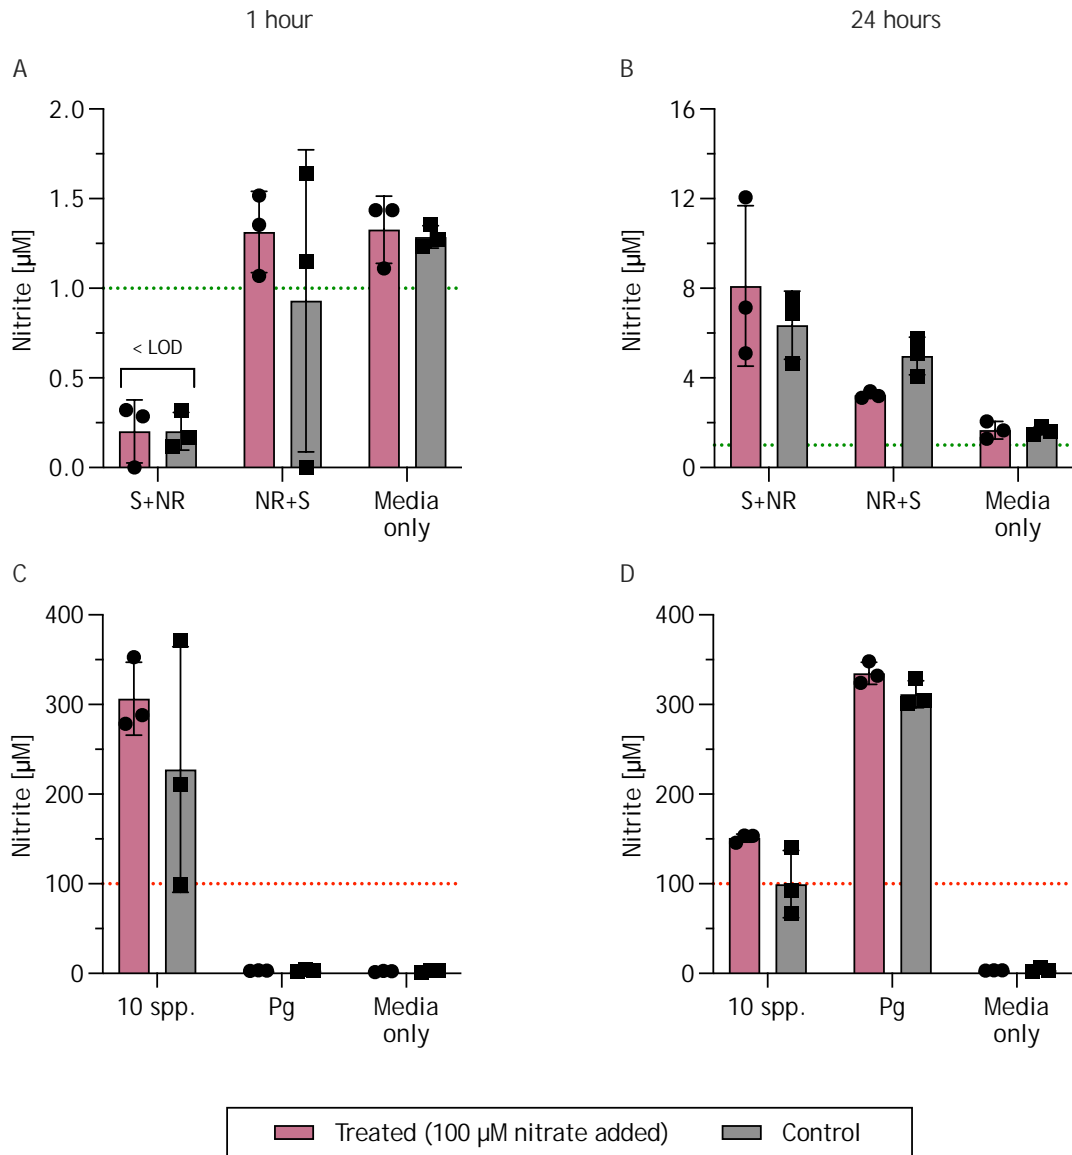 1 hour
24 hours
A
B
2.0
1.5
1.0
0.5
0.0
Nitrite [µM]
< LOD
S+NR
NR+S
Media
only
16
12
8
4
0
Nitrite [µM]
S+NR
NR+S
Media
only
C
D
400
300
200
100
0
Nitrite [µM]
10 spp.
Pg
Media
only
400
300
200
100
0
Nitrite [µM]
10 spp.
Pg
Media
only
Treated (100 µM nitrate added)
Control